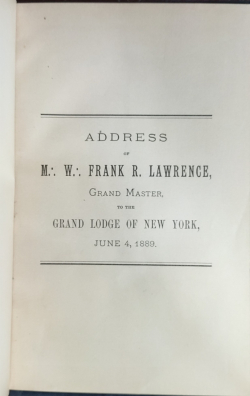 ADDRESS
OF
M∴ W∴ FRANK R. LAWRENCE,
GRAND MASTER,
TO THE
GRAND LODGE OF NEW YORK,
JUNE 4, 1889.